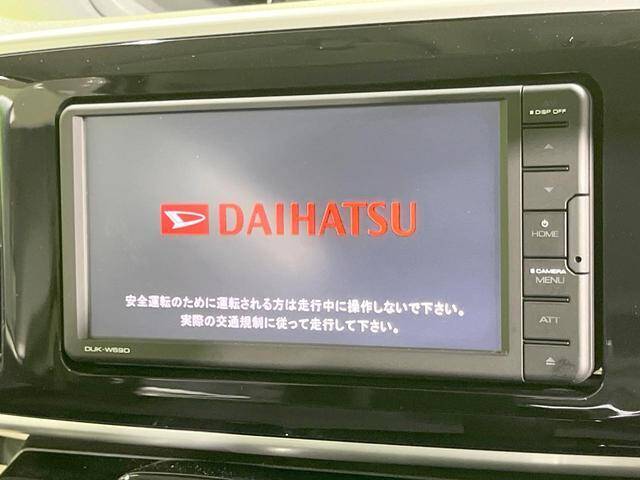 DAIHATSU
安全運転のために運転される方は走行中に操作しないで下さい。
実際の交通規制に従って走行して下さい。
DUK-W69D
DISP OFF
HOME
CAMERA
MENU
ATT